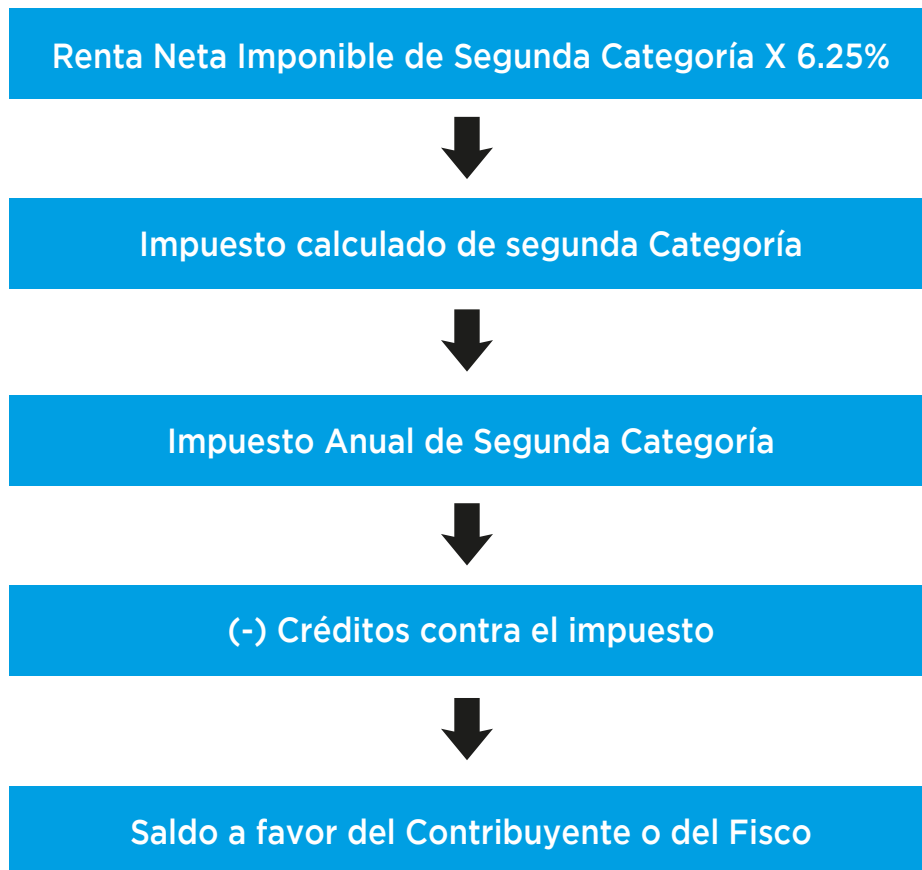 Renta Neta Imponible de Segunda Categoría X 6.25%
Impuesto calculado de segunda Categoría
Impuesto Anual de Segunda Categoría
(-) Créditos contra el impuesto
Saldo a favor del Contribuyente o del Fisco